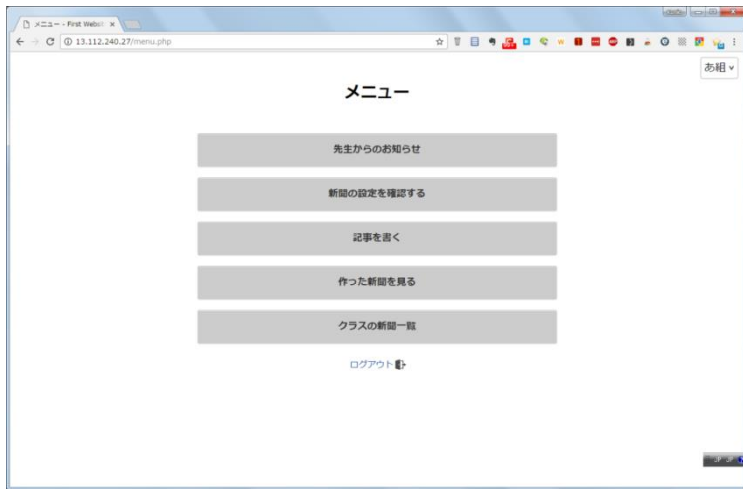 メニュー - First Websit
13.112.240.27/menu.php
あ組
メニュー
先生からのお知らせ
新聞の設定を確認する
記事を書く
作った新聞を見る
クラスの新聞一覧
ログアウト
JP JP